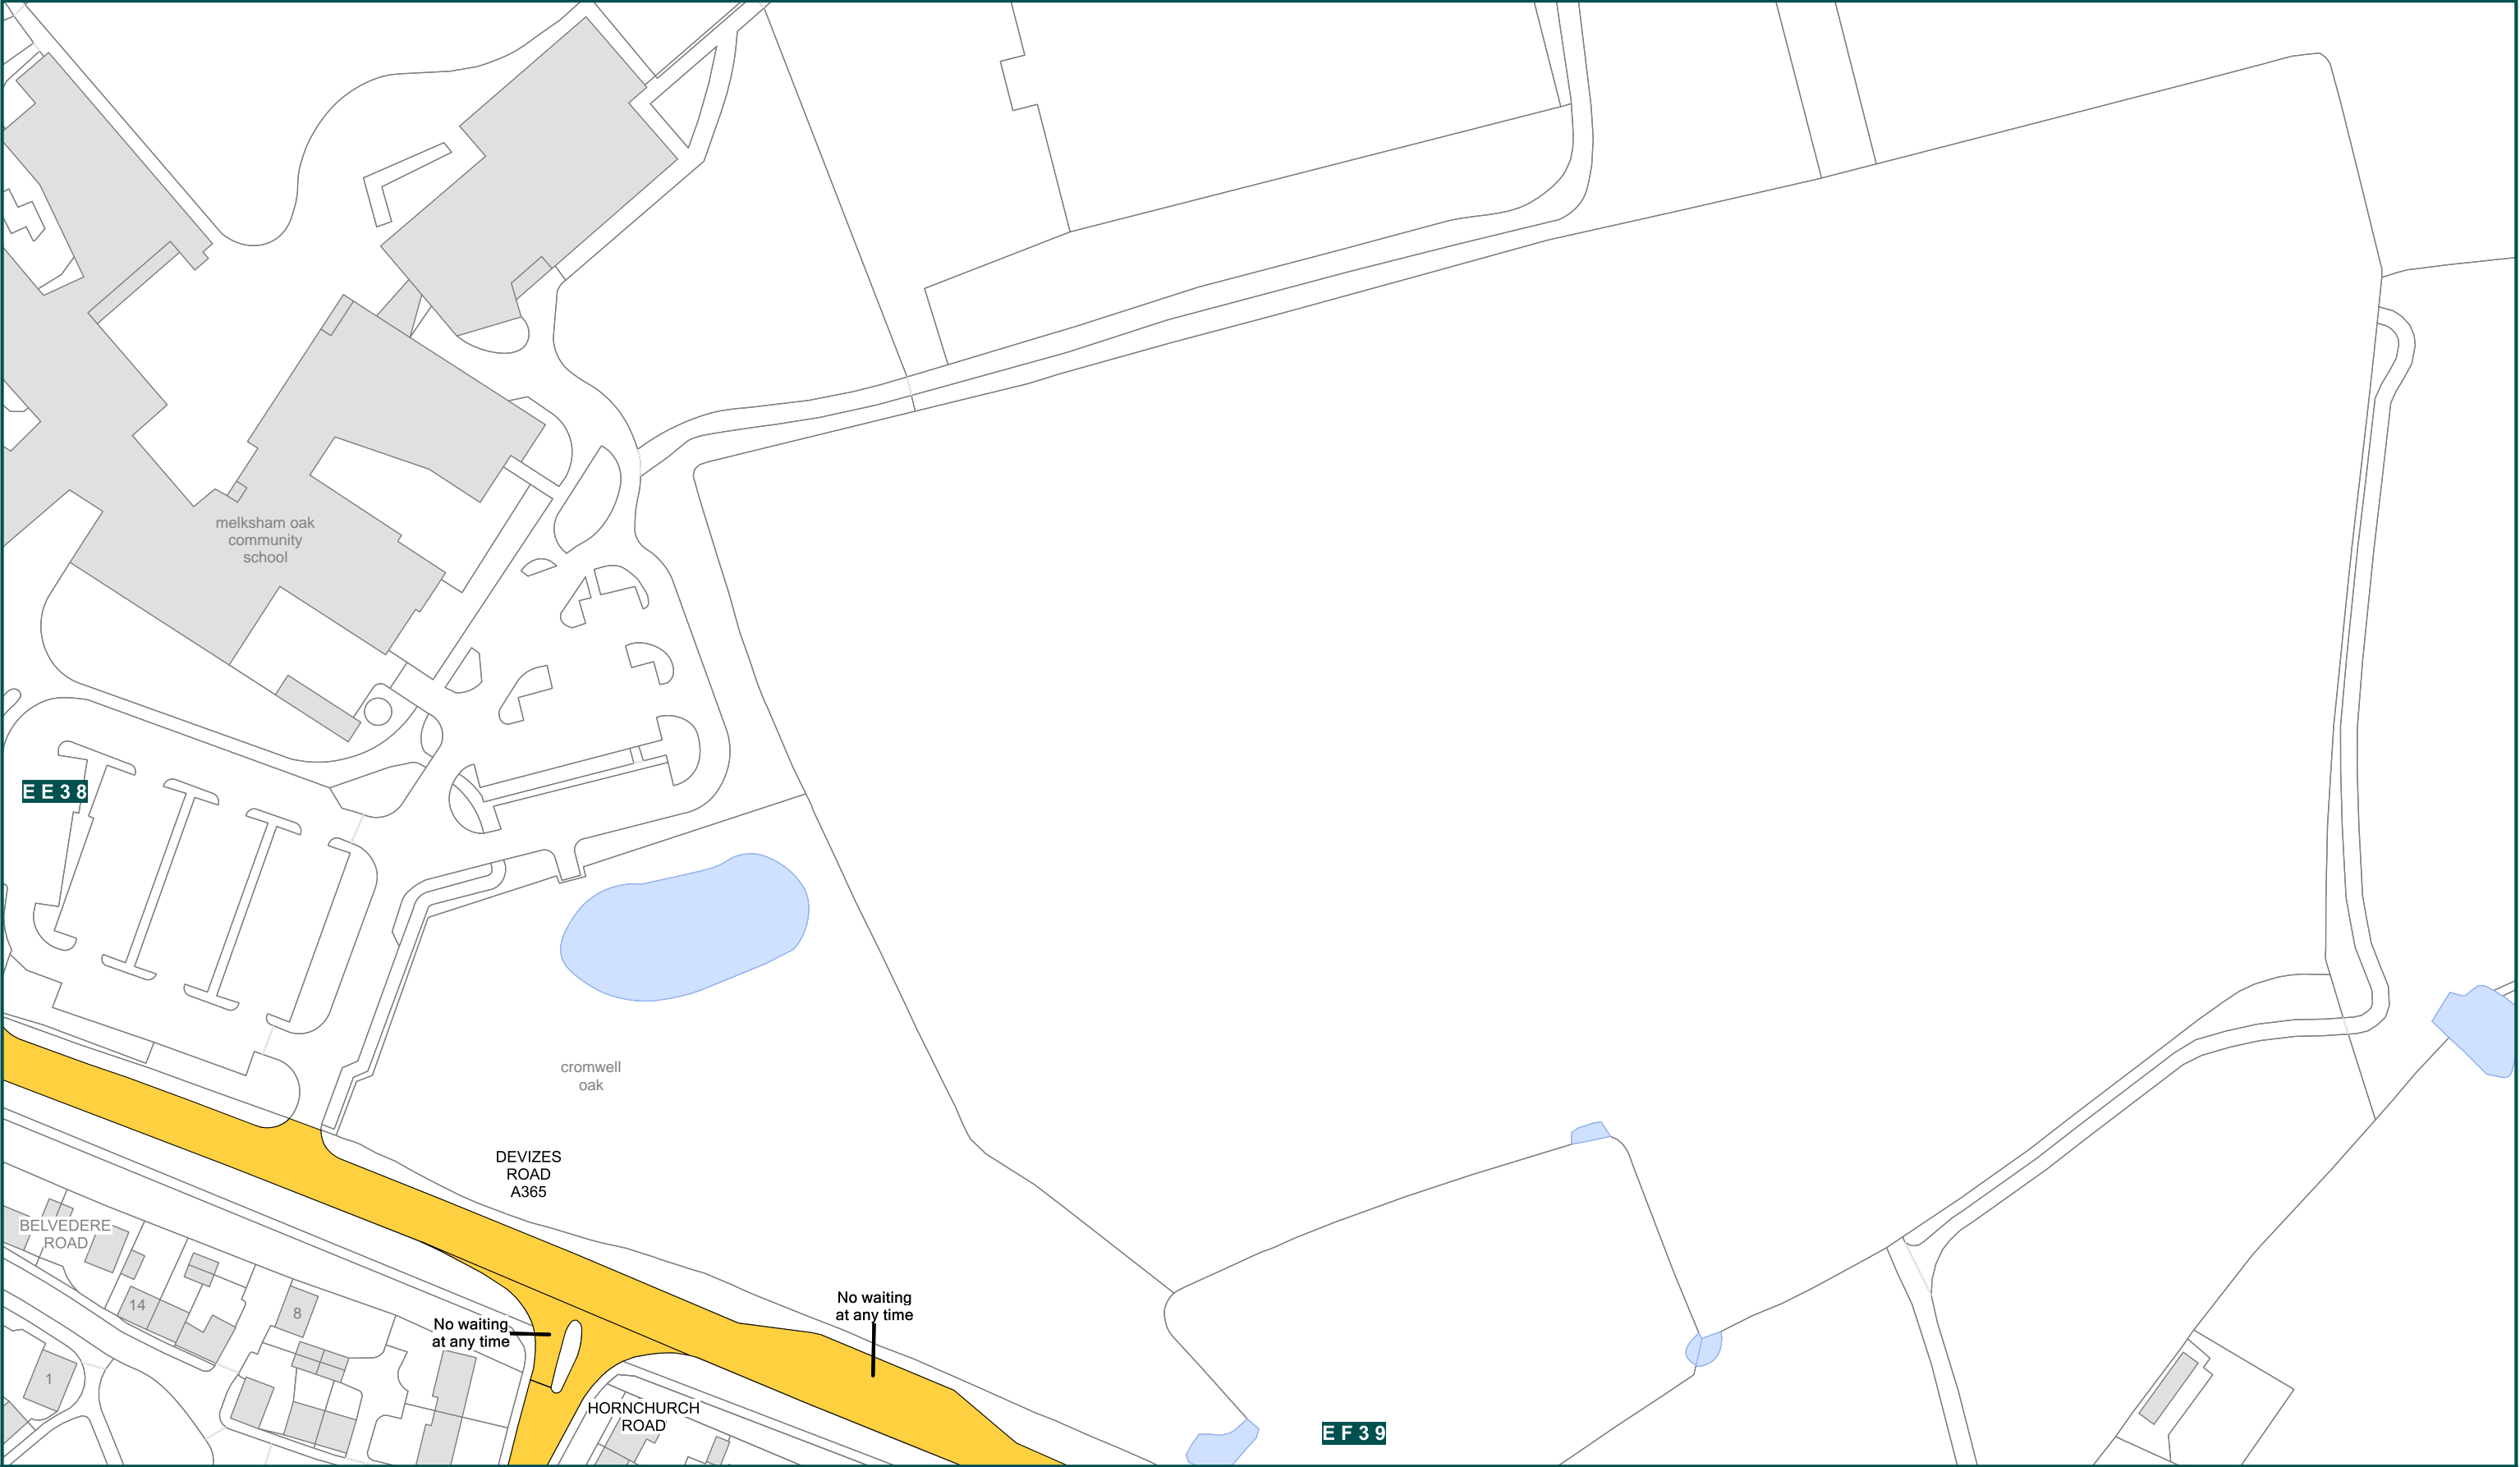 melksham oak
community
school
E E 3 8
cromwell
oak
DEVIZES
ROAD
A365
BELVEDERE
ROAD
14
8
1
No waiting
at any time
No waiting
at any time
HORNCHURCH
ROAD
E F 3 9